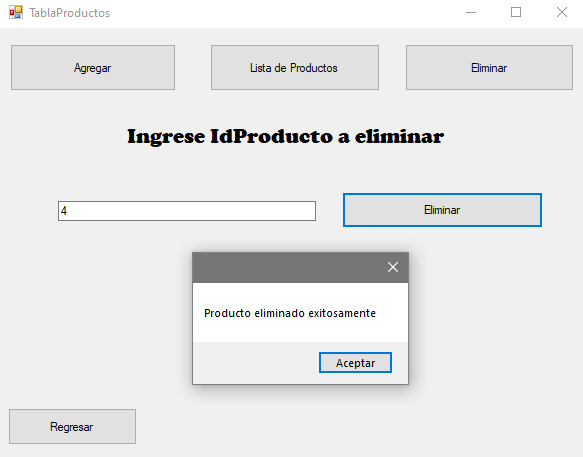 TablaProductos
Agregar
Lista de Productos
Eliminar
Ingrese IdProducto a eliminar
4
Eliminar
Producto eliminado exitosamente
Aceptar
Regresar